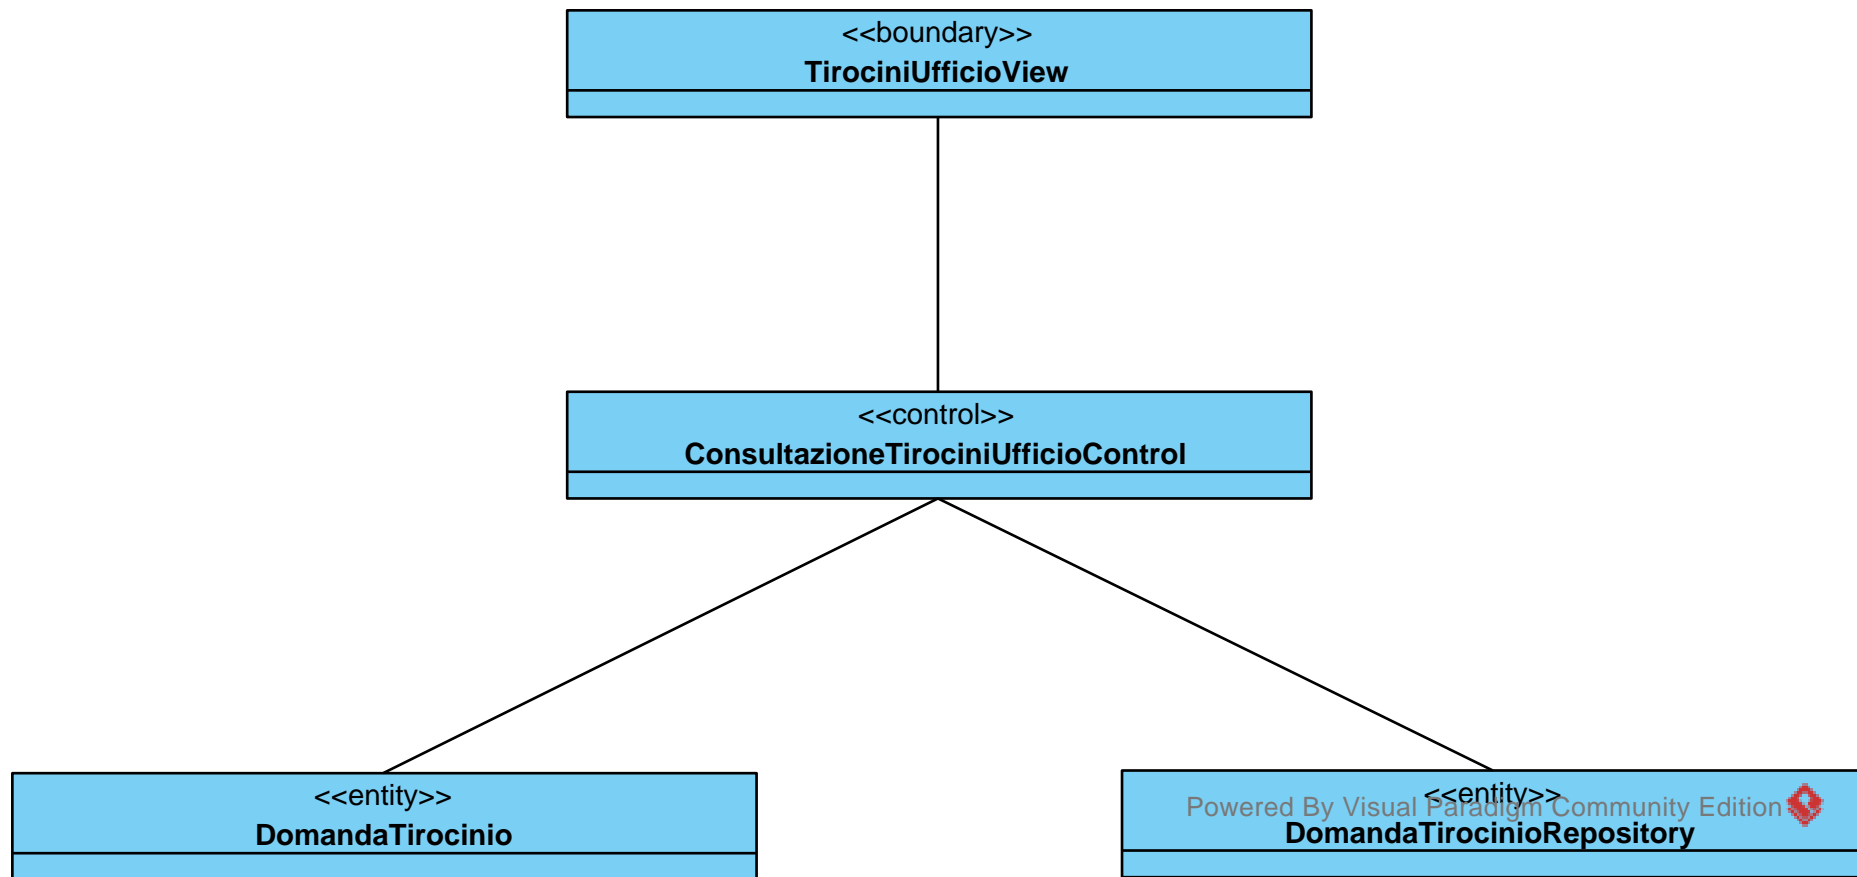 <<boundary>>
TirociniUfficioView
<<control>>
ConsultazioneTirociniUfficioControl
<<entity>>
DomandaTirocinio
<<entity>>
Powered By Visual Paradigm Community Edition
DomandaTirocinioRepository